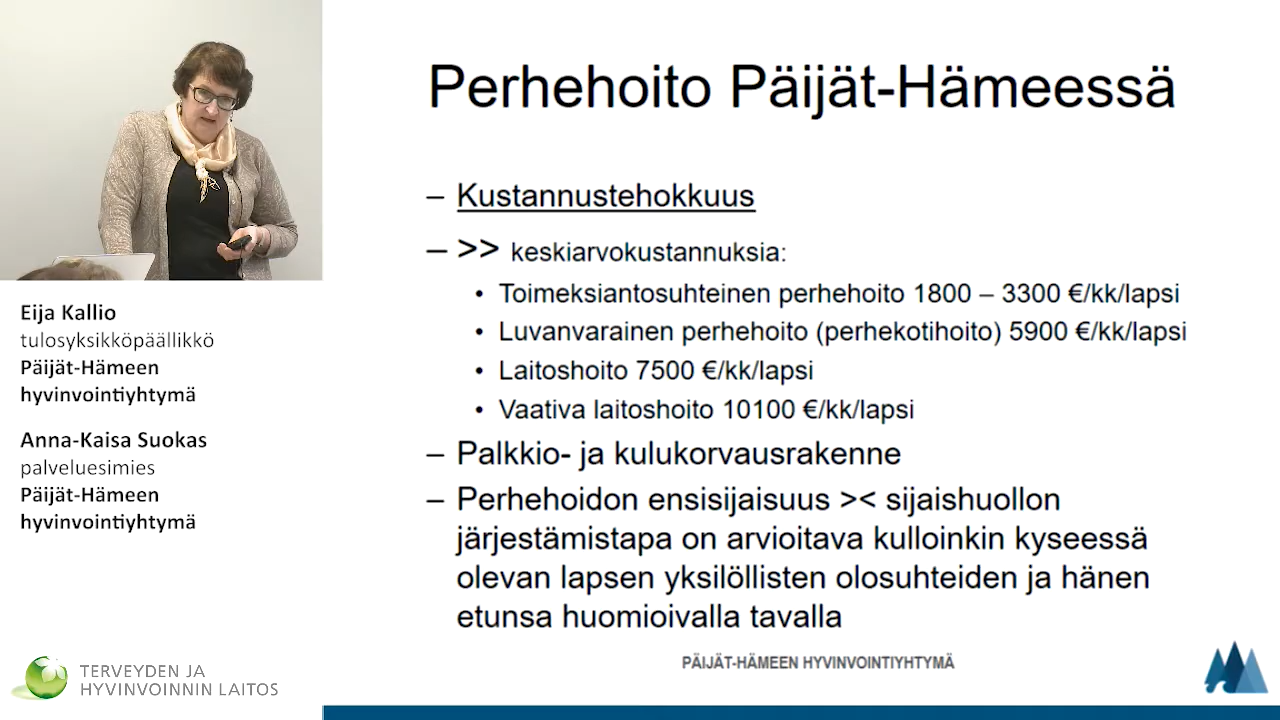 Perhehoito Päijät-Hämeessä
– Kustannustehokkuus
– >> keskiarvokustannuksia:
• Toimeksiantosuhteinen perhehoito 1800 – 3300 €/kk/lapsi
• Luvanvarainen perhehoito (perhekotihoito) 5900 €/kk/lapsi
• Laitoshoito 7500 €/kk/lapsi
• Vaativa laitoshoito 10100 €/kk/lapsi
– Palkkio- ja kulukorvausrakenne
– Perhehoidon ensisijaisuus >< sijaishuollon
järjestämistapa on arvioitava kulloinkin kyseessä
olevan lapsen yksilöllisten olosuhteiden ja hänen
etunsa huomioivalla tavalla
PÄIJÄT-HÄMEEN HYVINVOINTIYHTYMÄ
Eija Kallio
tulosyksikköpäällikkö
Päijät-Hämeen
hyvinvointiyhtymä
Anna-Kaisa Suokas
palveluesimies
Päijät-Hämeen
hyvinvointiyhtymä
TERVEYDEN JA
HYVINVOINNIN LAITOS